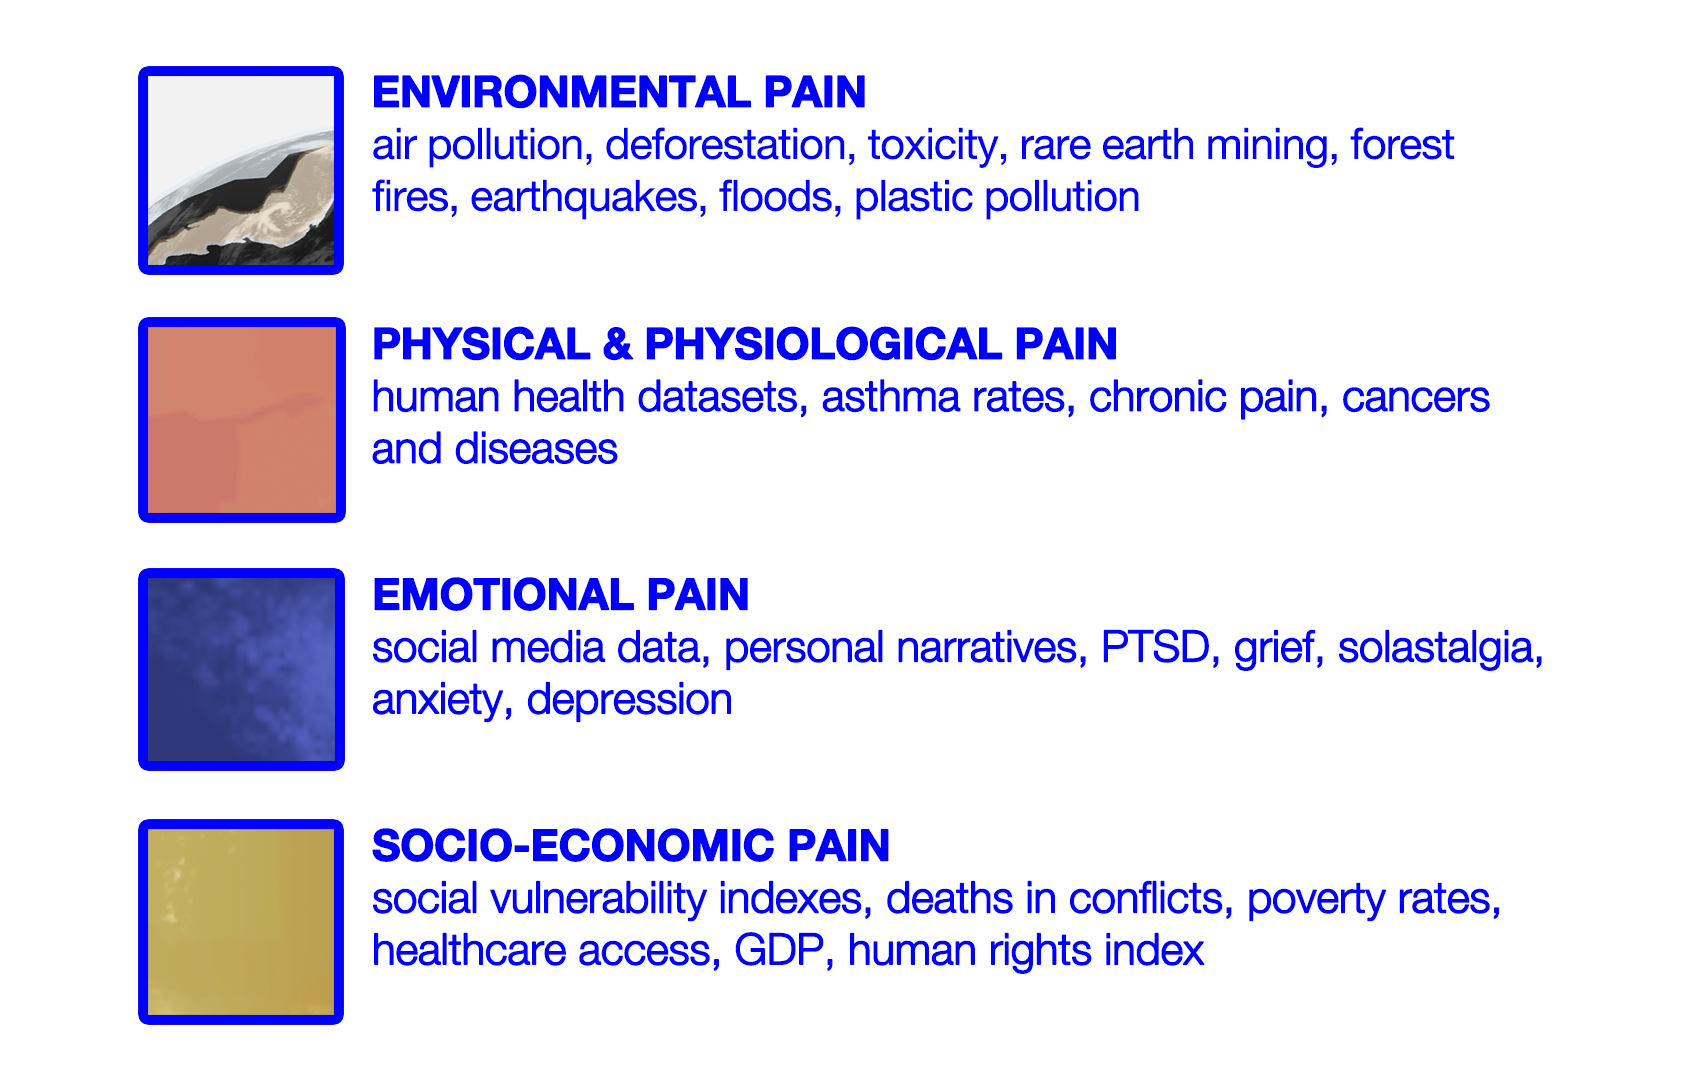 ENVIRONMENTAL PAIN
air pollution, deforestation, toxicity, rare earth mining, forest
fires, earthquakes, floods, plastic pollution
PHYSICAL & PHYSIOLOGICAL PAIN
human health datasets, asthma rates, chronic pain, cancers
and diseases
EMOTIONAL PAIN
social media data, personal narratives, PTSD, grief, solastalgia,
anxiety, depression
SOCIO-ECONOMIC PAIN
social vulnerability indexes, deaths in conflicts, poverty rates,
healthcare access, GDP, human rights index